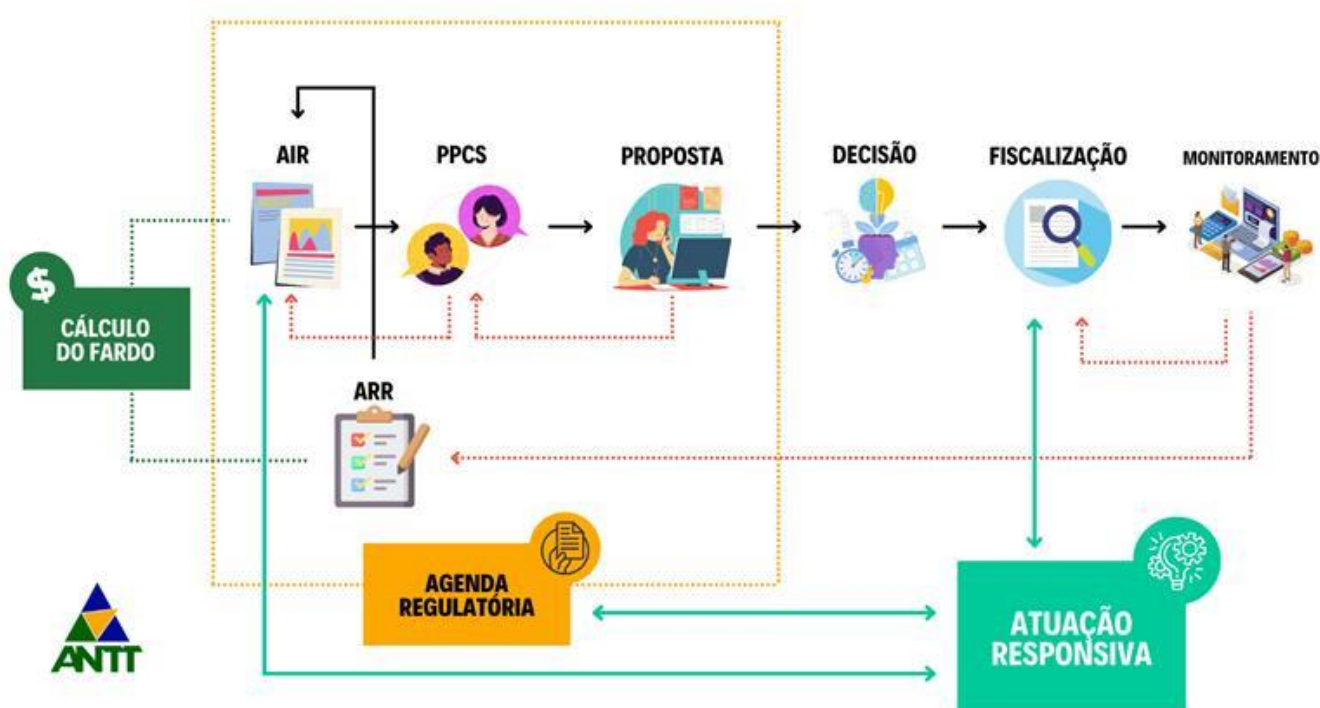 AIR
PPCS
PROPOSTA
DECISÃO
FISCALIZAÇÃO
MONITORAMENTO
$
CÁLCULO
DO FARDO
ARR
AGENDA
REGULATÓRIA
ATUAÇÃO
RESPONSIVA
ANTT